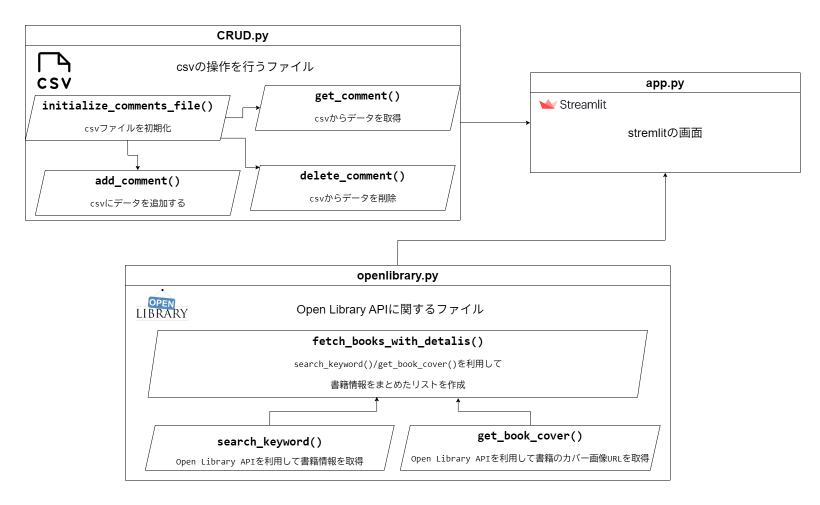 CRUD.py
csvの操作を行うファイル
CSV
initialize_comments_file()
csvファイルを初期化
get_comment()
csvからデータを取得
add_comment()
csvにデータを追加する
delete_comment()
csvからデータを削除
app.py
Streamlit
stremlitの画面
openlibrary.py
OPEN
LIBRARY
Open Library APIに関するファイル
fetch_books_with_detalis()
search_keyword()/get_book_cover()を利用して
書籍情報をまとめたリストを作成
search_keyword()
Open Library APIを利用して書籍情報を取得
get_book_cover()
Open Library APIを利用して書籍のカバー画像URLを取得